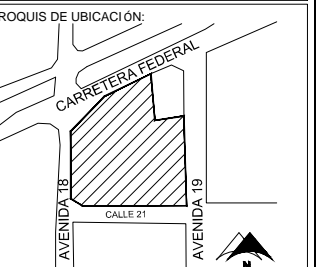 ROQUIS DE UBICACIÓN:
CARRETERA FEDERAL
AVENIDA 18
AVENIDA 19
CALLE 21
N